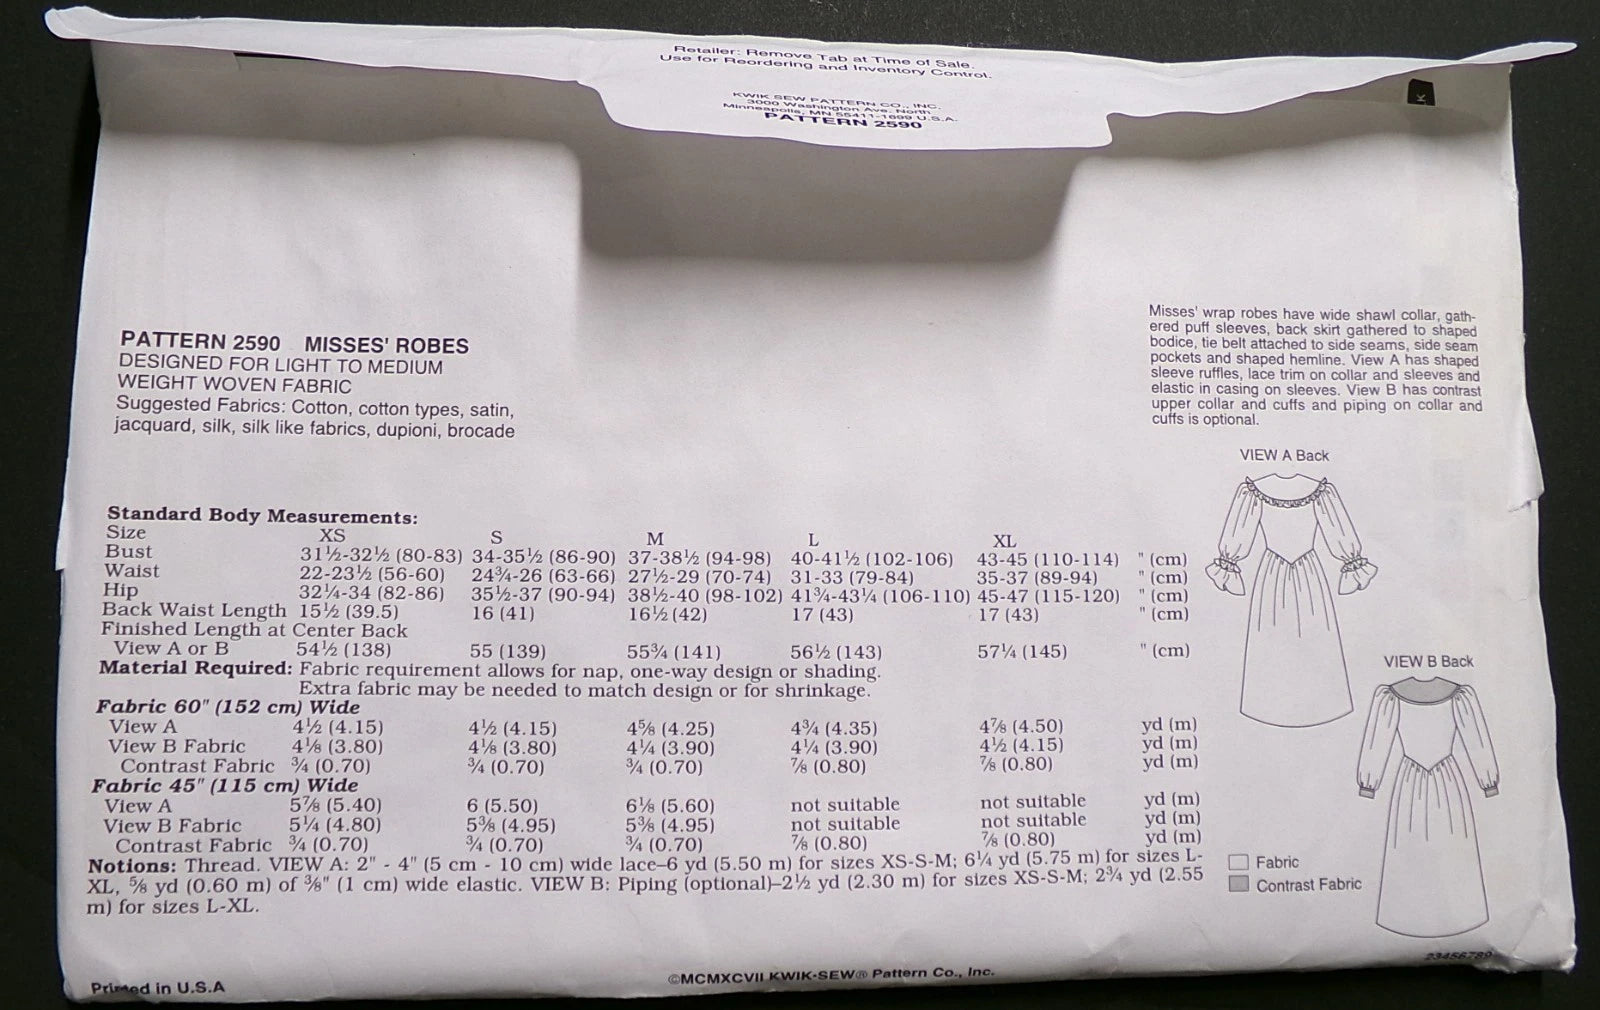 Retailer: Remove Tab at Time of Sale.
Use for Reordering and Inventory Control.
KWIK SEW PATTERN CO., INC.
3000 Washington Ave. North
Minneapolis, MN 55411-1699 U.S.A.
PATTERN 2590
K
PATTERN 2590 MISSES' ROBES
DESIGNED FOR LIGHT TO MEDIUM
WEIGHT WOVEN FABRIC
Suggested Fabrics: Cotton, cotton types, satin,
jacquard, silk, silk like fabrics, dupioni, brocade
Misses' wrap robes have wide shawl collar, gath-
ered puff sleeves, back skirt gathered to shaped
bodice, tie belt attached to side seams, side seam
pockets and shaped hemline. View A has shaped
sleeve ruffles, lace trim on collar and sleeves and
elastic in casing on sleeves. View B has contrast
upper collar and cuffs and piping on collar and
cuffs is optional.
VIEW A Back
VIEW B Back
Standard Body Measurements:
Size XS S M L XL
Bust 31½-32½ (80-83) 34-35½ (86-90) 37-38½ (94-98) 40-41½ (102-106) 43-45 (110-114) " (cm)
Waist 22-23½ (56-60) 24¾-26 (63-66) 27½-29 (70-74) 31-33 (79-84) 35-37 (89-94) " (cm)
Hip 32¼-34 (82-86) 35½-37 (90-94) 38½-40 (98-102) 41¾-43¼ (106-110) 45-47 (115-120) " (cm)
Back Waist Length 15½ (39.5) 16 (41) 16½ (42) 17 (43) 17 (43) " (cm)
Finished Length at Center Back
View A or B 54½ (138) 55 (139) 55¾ (141) 56½ (143) 57¼ (145) " (cm)
Material Required: Fabric requirement allows for nap, one-way design or shading.
Extra fabric may be needed to match design or for shrinkage.
Fabric 60" (152 cm) Wide
View A 4½ (4.15) 4½ (4.15) 4⅝ (4.25) 4¾ (4.35) 4⅞ (4.50) yd (m)
View B Fabric 4⅛ (3.80) 4⅛ (3.80) 4¼ (3.90) 4¼ (3.90) 4½ (4.15) yd (m)
Contrast Fabric ¾ (0.70) ¾ (0.70) ¾ (0.70) ⅞ (0.80) ⅞ (0.80) yd (m)
Fabric 45" (115 cm) Wide
View A 5⅞ (5.40) 6 (5.50) 6⅛ (5.60) not suitable not suitable yd (m)
View B Fabric 5¼ (4.80) 5⅜ (4.95) 5⅜ (4.95) not suitable not suitable yd (m)
Contrast Fabric ¾ (0.70) ¾ (0.70) ¾ (0.70) ⅞ (0.80) ⅞ (0.80) yd (m)
Notions: Thread. VIEW A: 2" - 4" (5 cm - 10 cm) wide lace–6 yd (5.50 m) for sizes XS-S-M; 6¼ yd (5.75 m) for sizes L-
XL, ⅝ yd (0.60 m) of ⅜" (1 cm) wide elastic. VIEW B: Piping (optional)–2½ yd (2.30 m) for sizes XS-S-M; 2¾ yd (2.55
m) for sizes L-XL.
Fabric
Contrast Fabric
23456789
©MCMXCVII KWIK-SEW® Pattern Co., Inc.
Printed in U.S.A